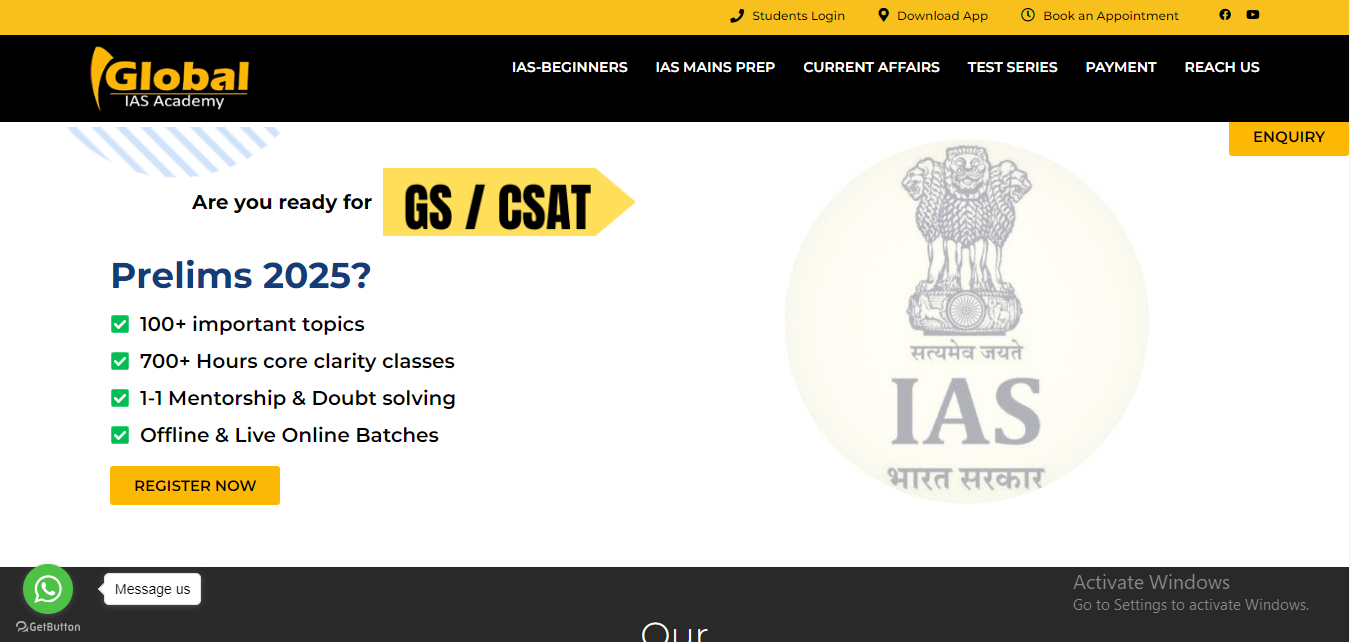 Students Login
Download App
Book an Appointment
Global
IAS Academy
IAS-BEGINNERS
IAS MAINS PREP
CURRENT AFFAIRS
TEST SERIES
PAYMENT
REACH US
ENQUIRY
Are you ready for
GS / CSAT
Prelims 2025?
100+ important topics
700+ Hours core clarity classes
1-1 Mentorship & Doubt solving
Offline & Live Online Batches
REGISTER NOW
सत्यमेव जयते
IAS
भारत सरकार
Message us
GetButton
Activate Windows
Go to Settings to activate Windows.
Our